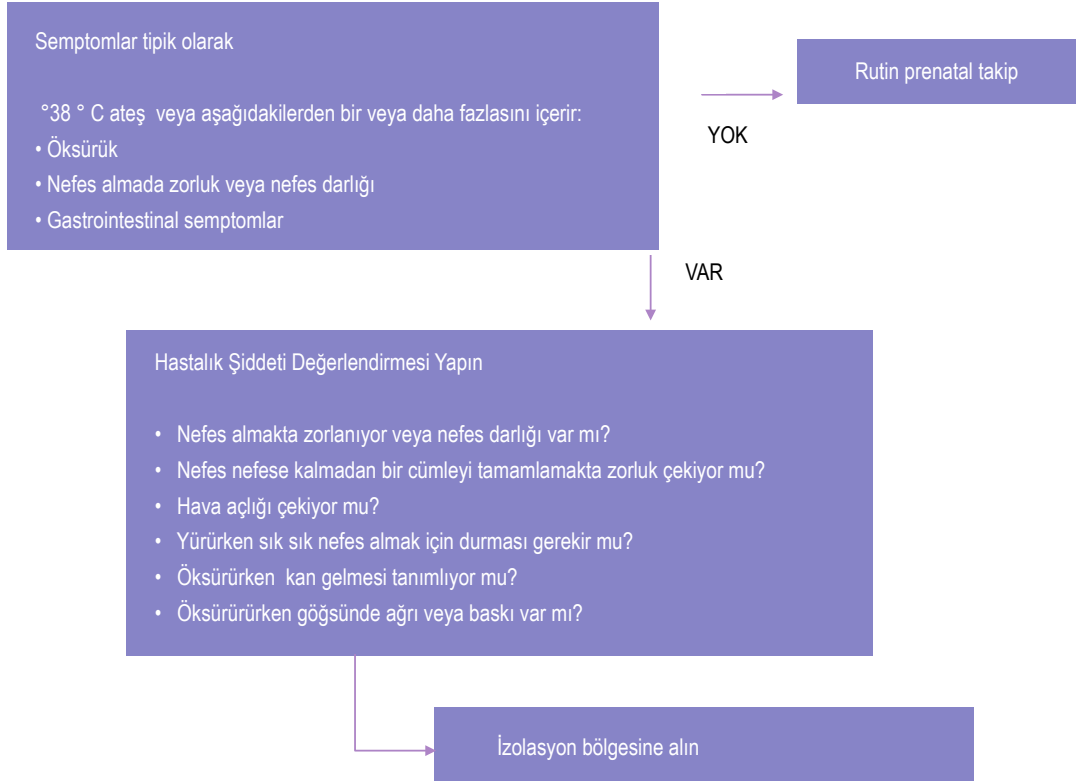 Semptomlar tipik olarak
°38 ° C ateş veya aşağıdakilerden bir veya daha fazlasını içerir:
• Öksürük
• Nefes almada zorluk veya nefes darlığı
• Gastrointestinal semptomlar
Rutin prenatal takip
YOK
VAR
Hastalık Şiddeti Değerlendirmesi Yapın
• Nefes almakta zorlanıyor veya nefes darlığı var mı?
• Nefes nefese kalmadan bir cümleyi tamamlamakta zorluk çekiyor mu?
• Hava açlığı çekiyor mu?
• Yürürken sık sık nefes almak için durması gerekir mu?
• Öksürürken kan gelmesi tanımlıyor mu?
• Öksürürürken göğsünde ağrı veya baskı var mı?
İzolasyon bölgesine alın